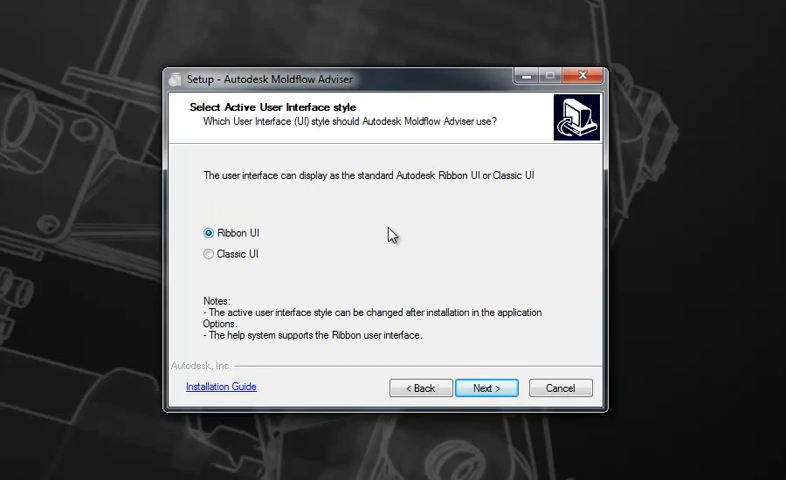 Setup - Autodesk Moldflow Adviser
Select Active User Interface style
Which User Interface (UI) style should Autodesk Moldflow Adviser use?
The user interface can display as the standard Autodesk Ribbon UI or Classic UI
Ribbon UI
Classic UI
Notes:
- The active user interface style can be changed after installation in the application
Options.
- The help system supports the Ribbon user interface.
Autodesk, Inc.
Installation Guide
< Back
Next >
Cancel